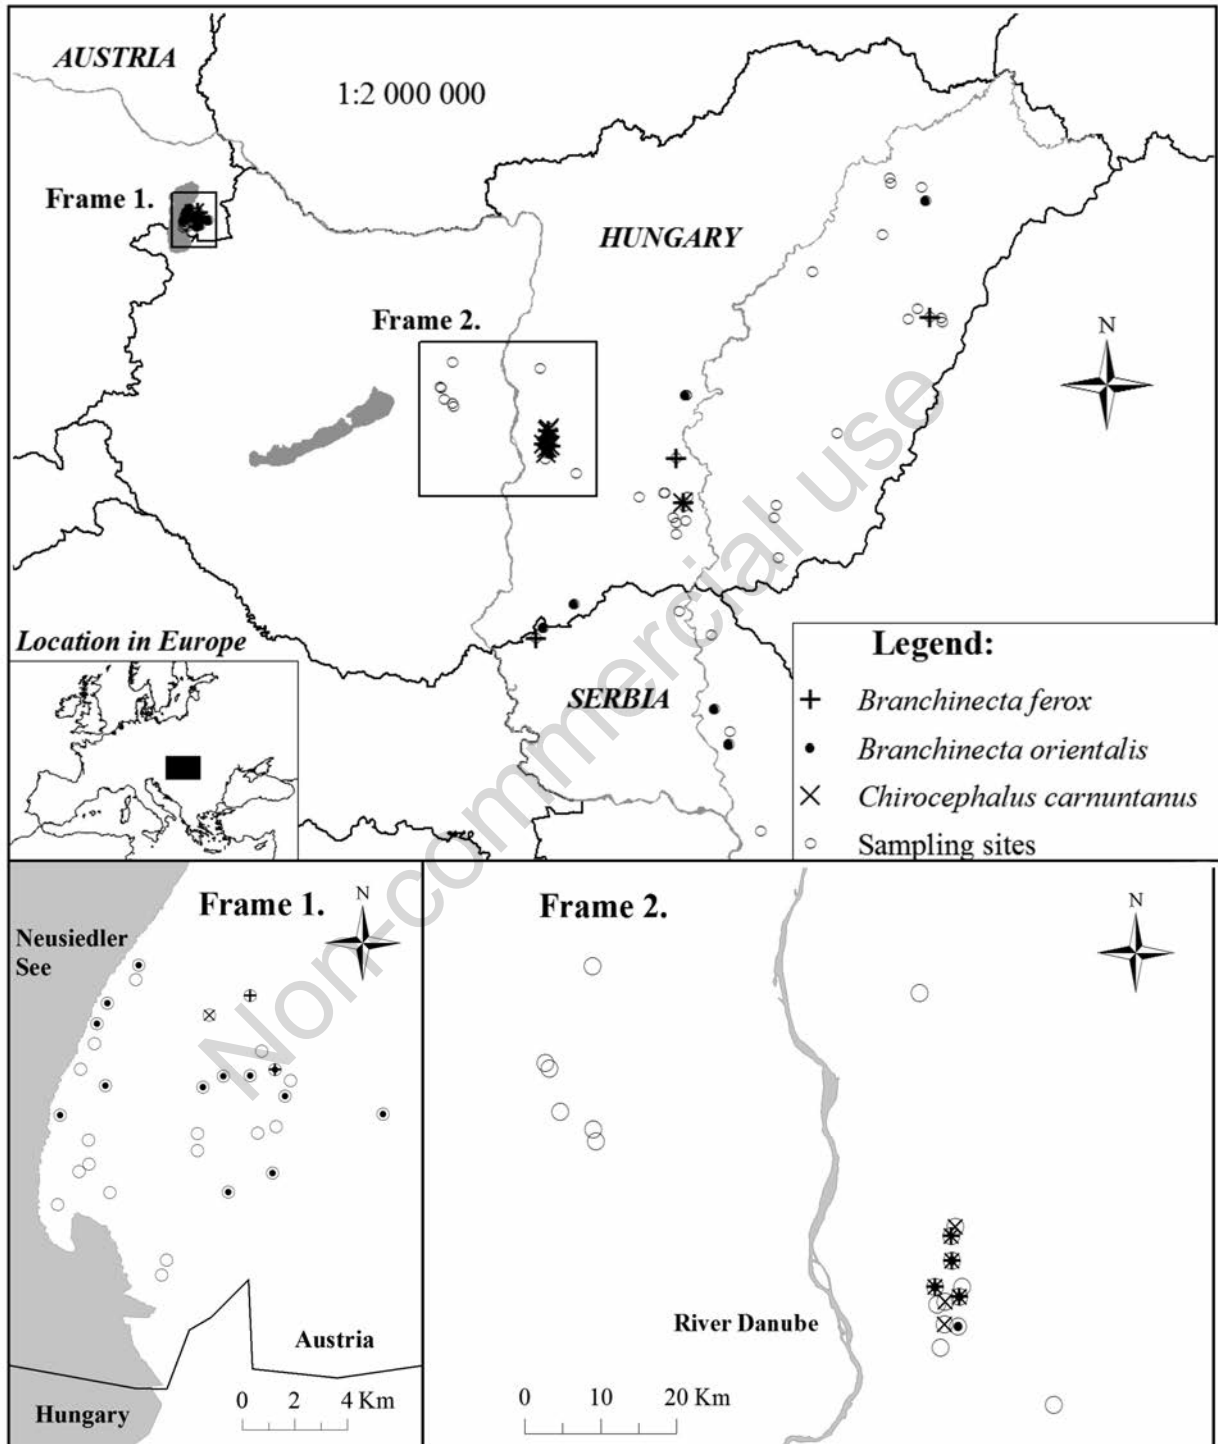 AUSTRIA
1:2 000 000
Frame 1.
HUNGARY
Frame 2.
N
Location in Europe
SERBIA
Legend:
Branchinecta ferox
Branchinecta orientalis
Chirocephalus carnuntanus
Sampling sites
Non-commercial use
Frame 1.
N
Neusiedler
See
Austria
Hungary
0 2 4 Km
Frame 2.
N
River Danube
0 10 20 Km